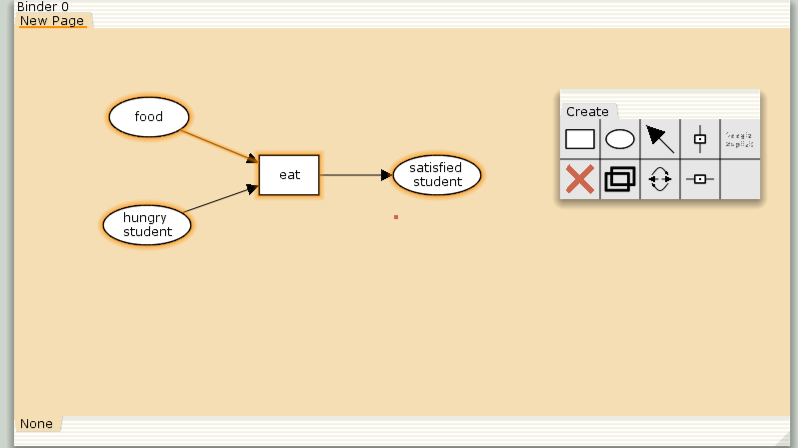 Binder 0
New Page
food
eat
satisfied
student
hungry
student
Create
None